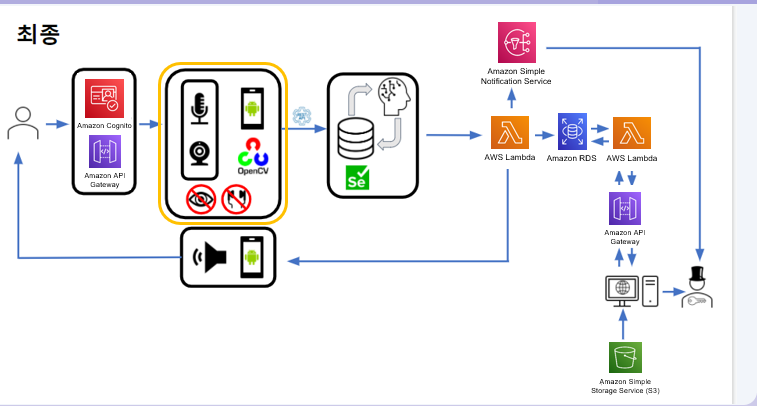 최종
Amazon Simple
Notification Service
Amazon Cognito
Amazon API
Gateway
OpenCV
Se
AWS Lambda
Amazon RDS
AWS Lambda
Amazon API
Gateway
Amazon Simple
Storage Service (S3)